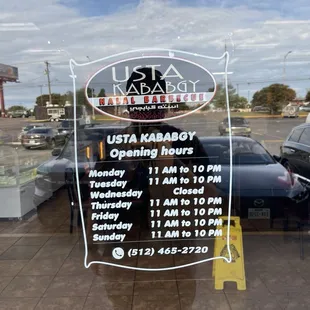 USTA
KABABGY
HALAL BARBECUE
USTA KABABGY
Opening hours
Monday 11 AM to 10 PM
Tuesday 11 AM to 10 PM
Wednesday Closed
Thursday 11 AM to 10 PM
Friday 11 AM to 10 PM
Saturday 11 AM to 10 PM
Sunday 11 AM to 10 PM
(512) 465-2720